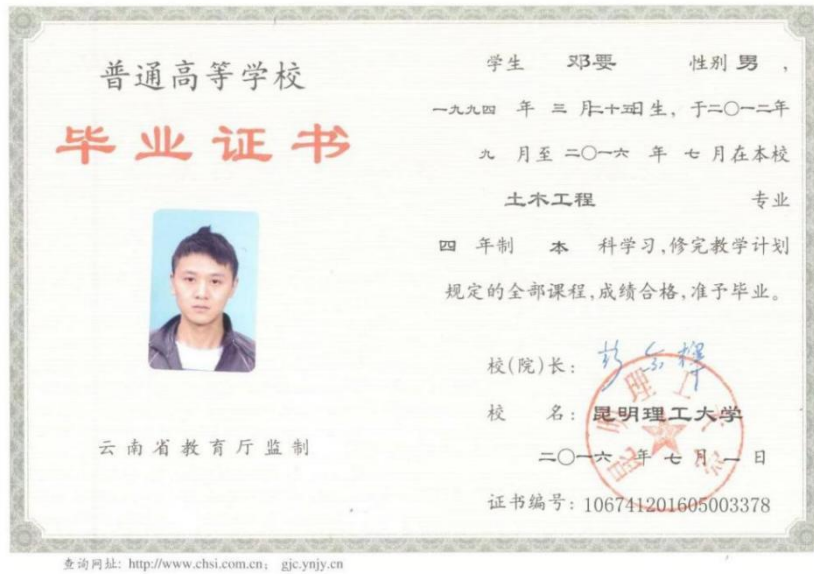 普通高等学校
毕业证书
云南省教育厅监制
学生 邓要 性别 男 ,
一九九四 年 三 月二十五日生, 于二〇一二年
九 月至 二〇一六 年 七 月在本校
土木工程 专业
四 年制 本 科学习,修完教学计划
规定的全部课程,成绩合格,准予毕业。
校(院)长:
校 名: 昆明理工大学
二〇一六 年 七 月 一 日
证书编号: 106741201605003378
查询网址: http://www.chsi.com.cn; gjc.ynjy.cn